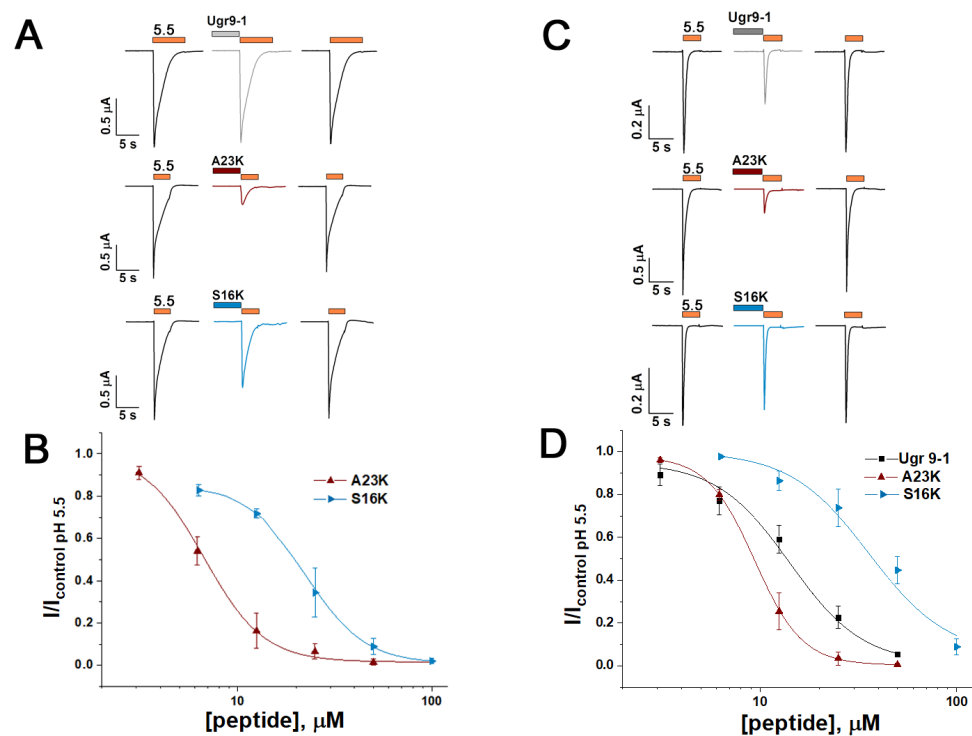 A
5.5
Ugr9-1
0.5 µA
5 s
5.5
A23K
0.5 µA
5 s
5.5
S16K
0.5 µA
5 s
B
1.0
0.8
0.6
0.4
0.2
0.0
I/Icontrol pH 5.5
A23K
S16K
10
100
[peptide], µM
C
5.5
Ugr9-1
0.2 µA
5 s
5.5
A23K
0.5 µA
5 s
5.5
S16K
0.2 µA
5 s
D
1.0
0.8
0.6
0.4
0.2
0.0
I/Icontrol pH 5.5
Ugr 9-1
A23K
S16K
10
100
[peptide], µM